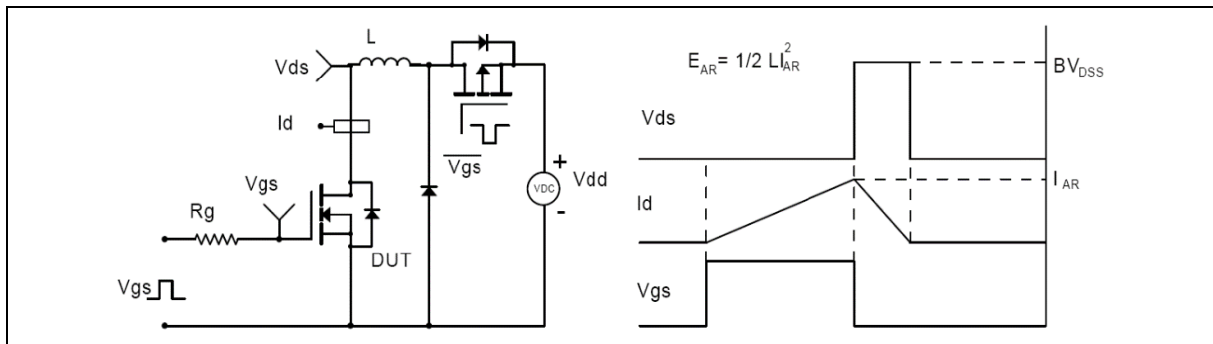 L
Vds
Id
Vgs
Rg
Vgs
DUT
Vgs
+
VDC
-
Vdd
E_AR = 1/2 LI_AR^2
Vds
BV_DSS
Id
I_AR
Vgs